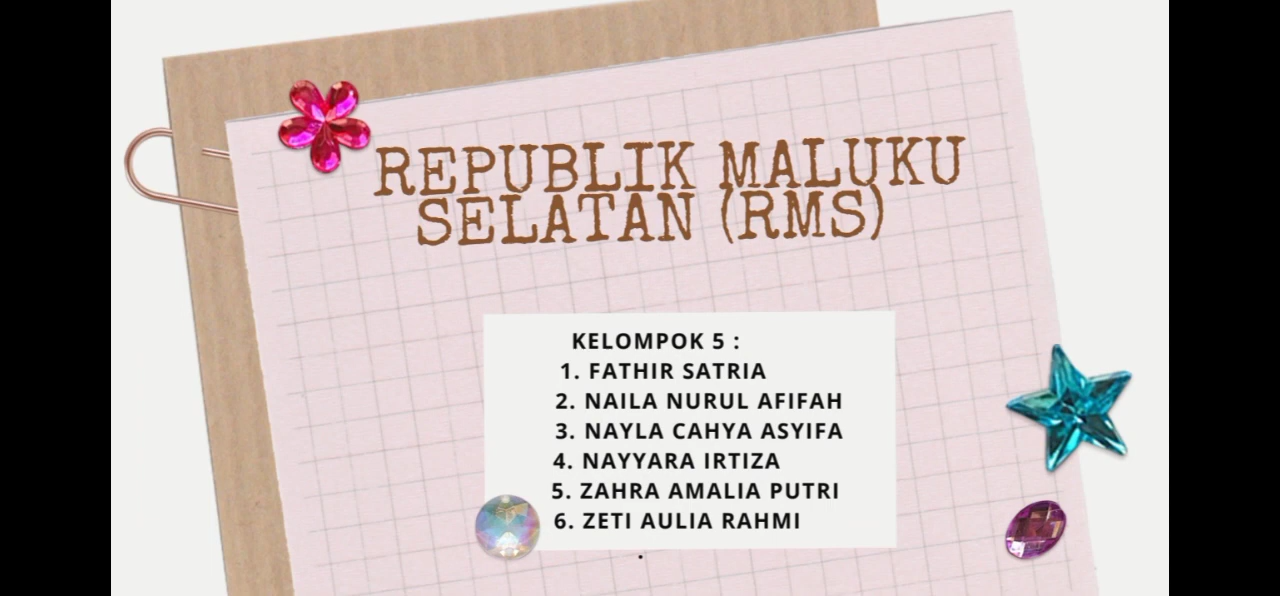 REPUBLIK MALUKU
SELATAN (RMS)
KELOMPOK 5 :
1. FATHIR SATRIA
2. NAILA NURUL AFIFAH
3. NAYLA CAHYA ASYIFA
4. NAYYARA IRTIZA
5. ZAHRA AMALIA PUTRI
6. ZETI AULIA RAHMI
.